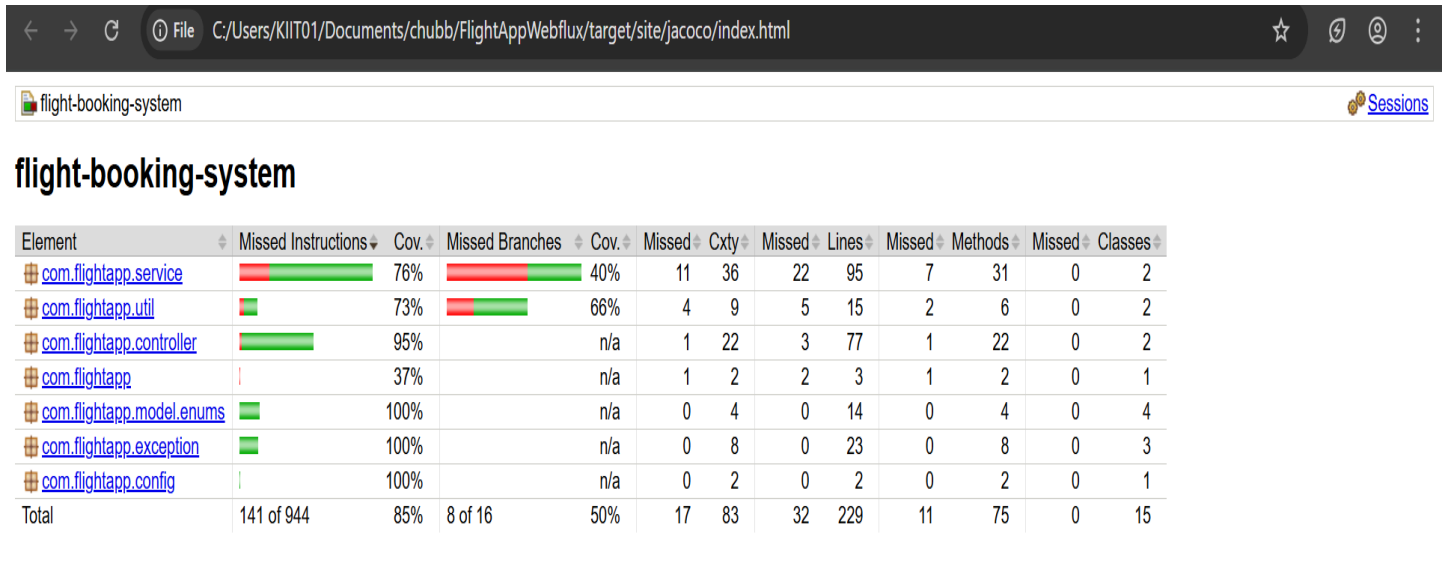 File C:/Users/KIIT01/Documents/chubb/FlightAppWebflux/target/site/jacoco/index.html
flight-booking-system Sessions
flight-booking-system
Element Missed Instructions Cov. Missed Branches Cov. Missed Cxty Missed Lines Missed Methods Missed Classes
com.flightapp.service 76% 40% 11 36 22 95 7 31 0 2
com.flightapp.util 73% 66% 4 9 5 15 2 6 0 2
com.flightapp.controller 95% n/a 1 22 3 77 1 22 0 2
com.flightapp 37% n/a 1 2 2 3 1 2 0 1
com.flightapp.model.enums 100% n/a 0 4 0 14 0 4 0 4
com.flightapp.exception 100% n/a 0 8 0 23 0 8 0 3
com.flightapp.config 100% n/a 0 2 0 2 0 2 0 1
Total 141 of 944 85% 8 of 16 50% 17 83 32 229 11 75 0 15